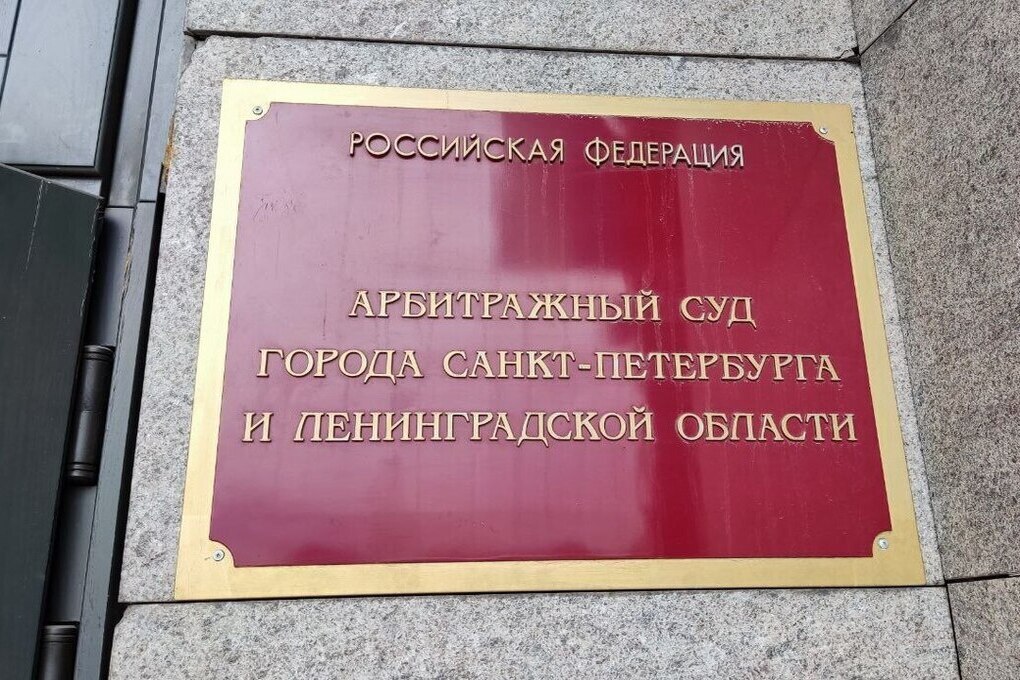 РОССИЙСКАЯ ФЕДЕРАЦИЯ
АРБИТРАЖНЫЙ СУД
ГОРОДА САНКТ-ПЕТЕРБУРГА
И ЛЕНИНГРАДСКОЙ ОБЛАСТИ